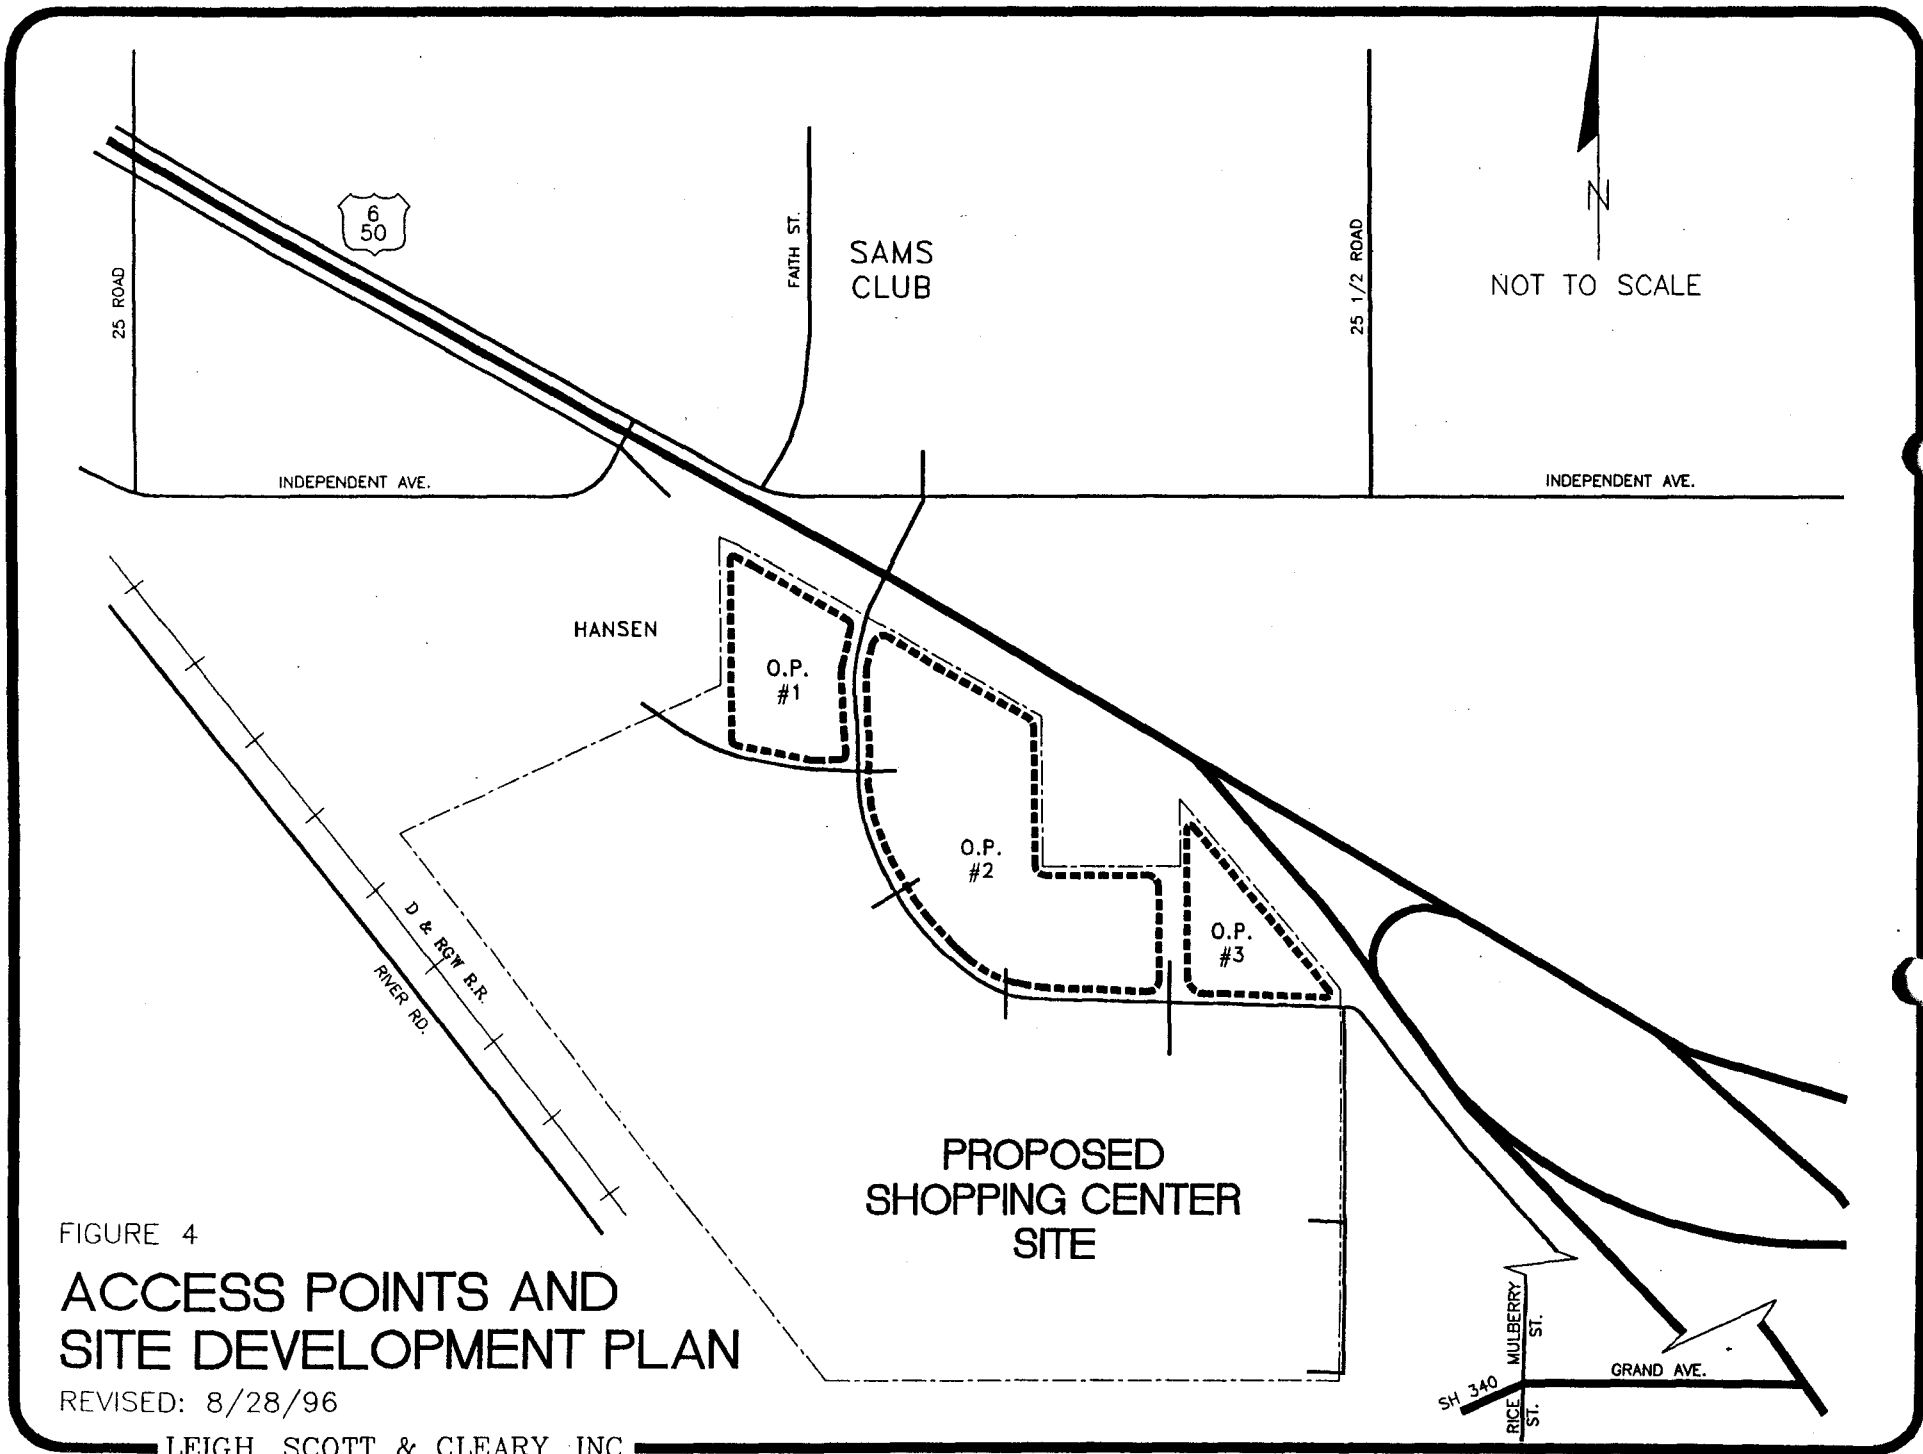 6
50
25 ROAD
FAITH ST.
SAMS
CLUB
25 1/2 ROAD
N
NOT TO SCALE
INDEPENDENT AVE.
INDEPENDENT AVE.
HANSEN
O.P.
#1
O.P.
#2
O.P.
#3
D & RGW R.R.
RIVER RD.
PROPOSED
SHOPPING CENTER
SITE
MULBERRY
ST.
GRAND AVE.
SH 340
RICE
ST.
FIGURE 4
ACCESS POINTS AND
SITE DEVELOPMENT PLAN
REVISED: 8/28/96
LEIGH, SCOTT & CLEARY, INC.